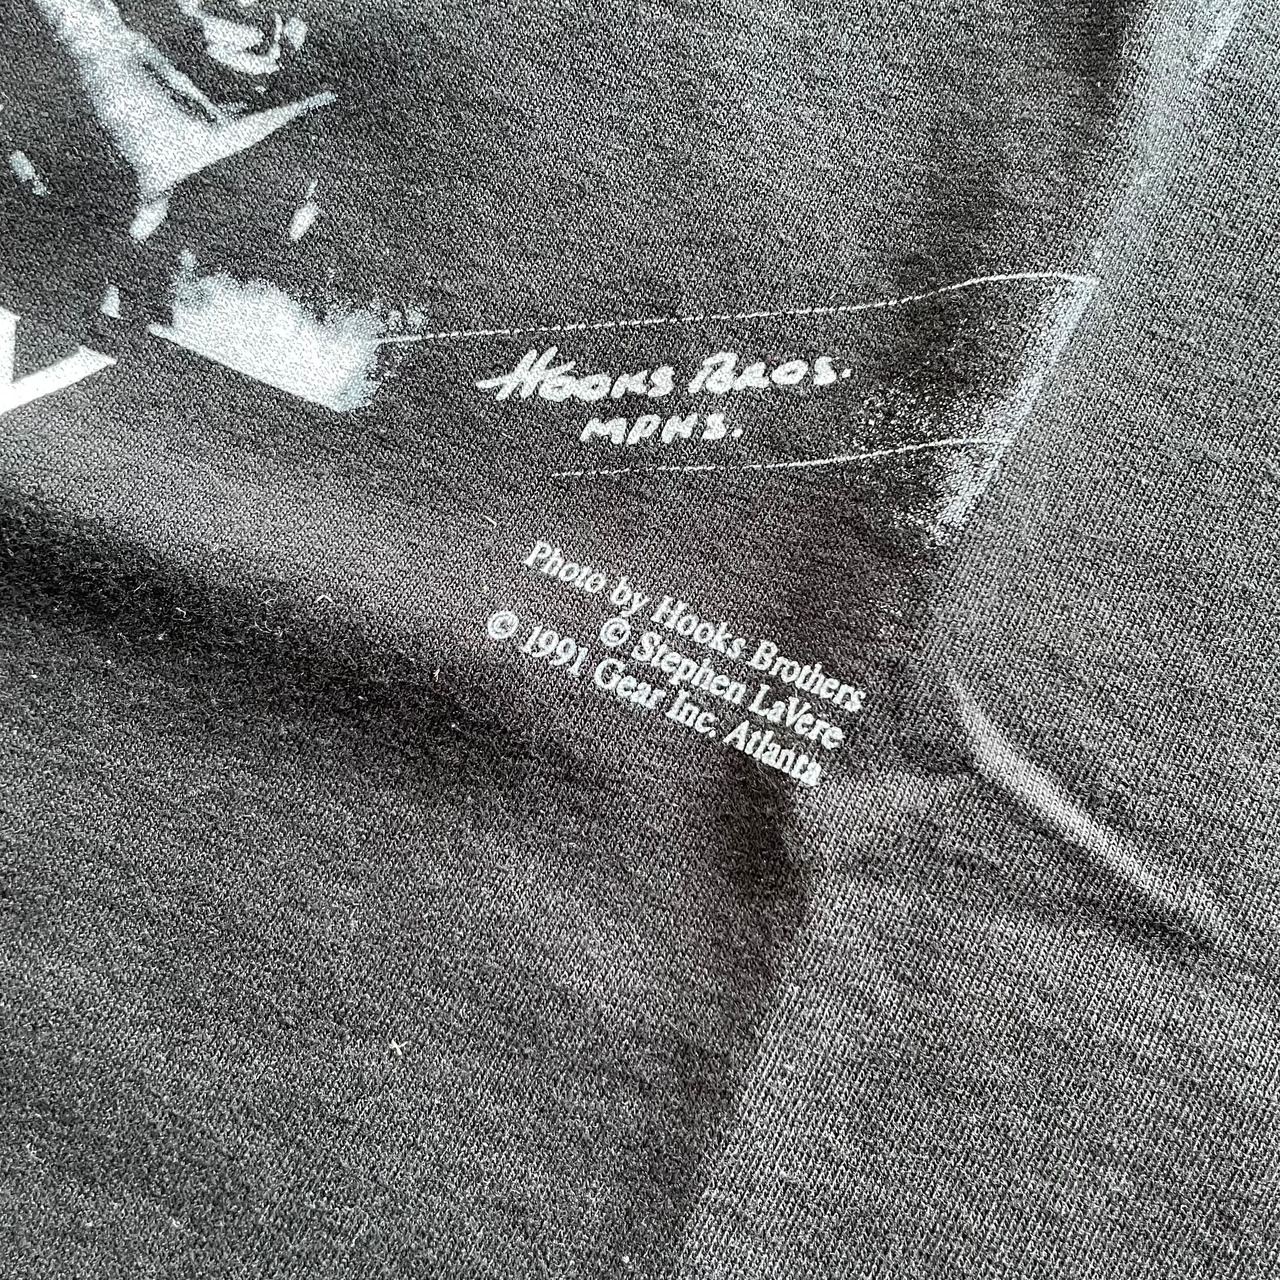 Hooks Bros.
MPHS.
Photo by Hooks Brothers
© Stephen LaVere
© 1991 Gear Inc. Atlanta